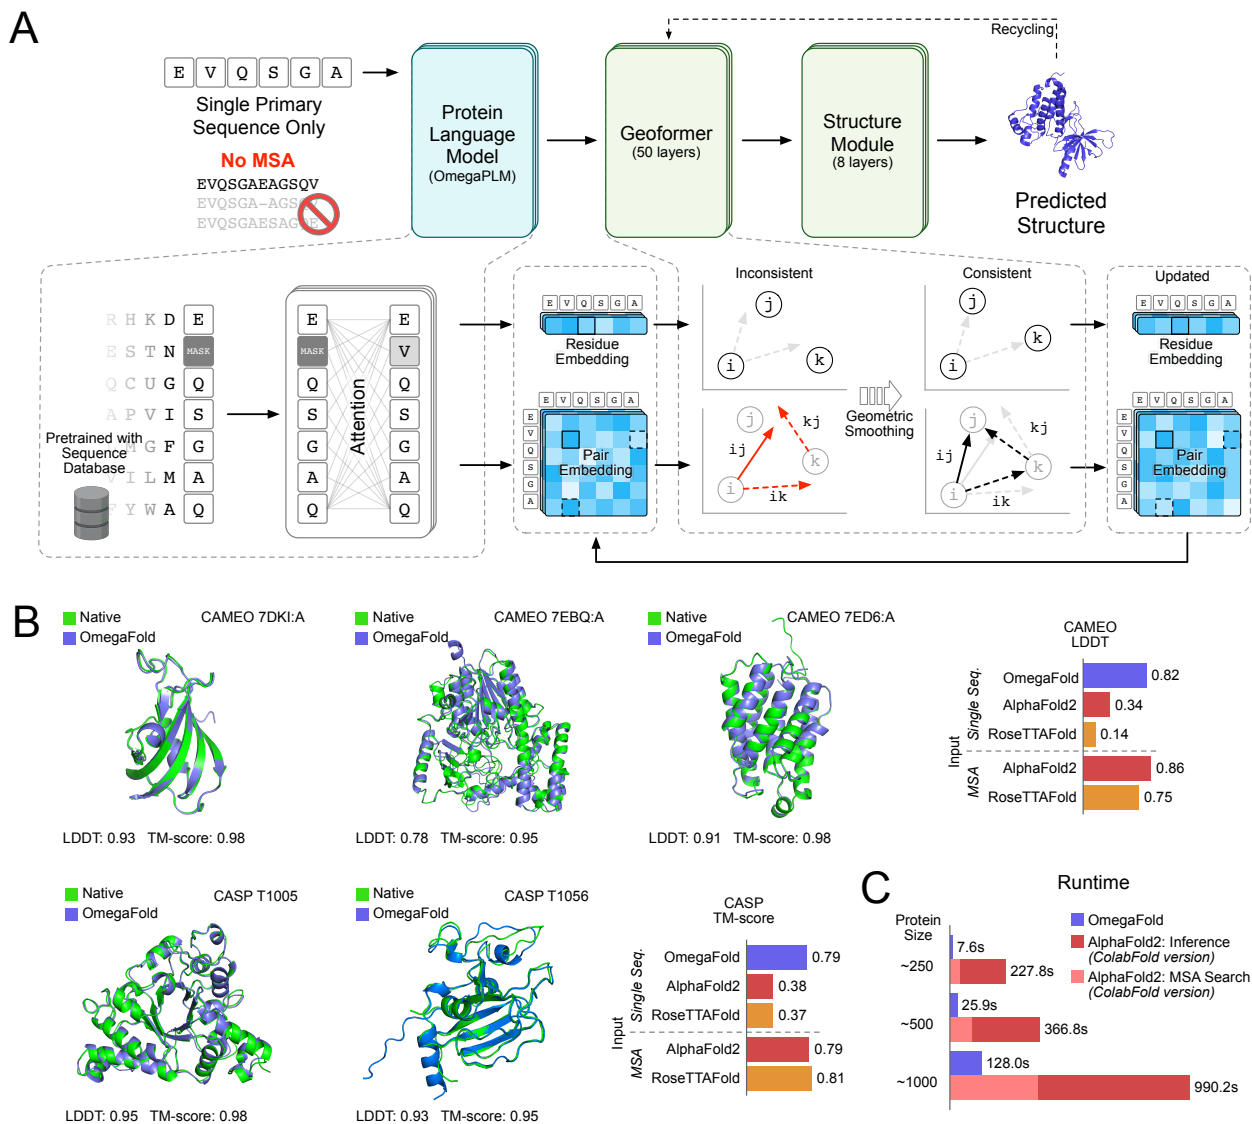 A
E V Q S G A
Single Primary
Sequence Only
No MSA
EVQSGAEAGSQV
EVQSGA-AGSQV
EVQSGAESAGQE
Protein
Language
Model
(OmegaPLM)
Geoformer
(50 layers)
Structure
Module
(8 layers)
Recycling
Predicted
Structure
R H K D E
E S T N MASK
Q C U G Q
A P V I S
M G F G
V I L M A
F Y W A Q
Pretrained with
Sequence
Database
E E
MASK V
Q Q
S S
G G
A A
Q Q
Attention
E V Q S G A
Residue
Embedding
E V Q S G A
E
V
Q
S
G
A
Pair
Embedding
Inconsistent
j
i
k
j
kj
ij
k
i
ik
Geometric
Smoothing
Consistent
j
k
i
j
kj
ij
k
i
ik
Updated
E V Q S G A
Residue
Embedding
E V Q S G A
E
V
Q
S
G
A
Pair
Embedding
B
Native
OmegaFold
CAMEO 7DKI:A
LDDT: 0.93 TM-score: 0.98
Native
OmegaFold
CAMEO 7EBQ:A
LDDT: 0.78 TM-score: 0.95
Native
OmegaFold
CAMEO 7ED6:A
LDDT: 0.91 TM-score: 0.98
CAMEO
LDDT
Input
Single Seq.
OmegaFold 0.82
AlphaFold2 0.34
RoseTTAFold 0.14
MSA
AlphaFold2 0.86
RoseTTAFold 0.75
Native
OmegaFold
CASP T1005
LDDT: 0.95 TM-score: 0.98
Native
OmegaFold
CASP T1056
LDDT: 0.93 TM-score: 0.95
CASP
TM-score
Input
Single Seq.
OmegaFold 0.79
AlphaFold2 0.38
RoseTTAFold 0.37
MSA
AlphaFold2 0.79
RoseTTAFold 0.81
C
Runtime
Protein
Size
OmegaFold
AlphaFold2: Inference
(ColabFold version)
AlphaFold2: MSA Search
(ColabFold version)
~250
7.6s
227.8s
~500
25.9s
366.8s
~1000
128.0s
990.2s